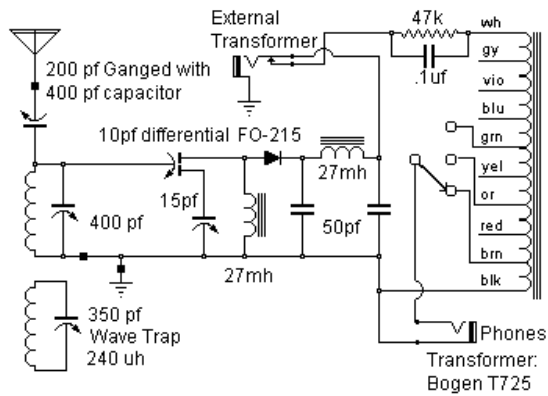 External
Transformer
47k
.1uf
wh
gy
vio
blu
grn
yel
or
red
brn
blk
200 pf Ganged with
400 pf capacitor
10pf differential FO-215
27mh
400 pf
15pf
50pf
27mh
350 pf
Wave Trap
240 uh
Phones
Transformer:
Bogen T725